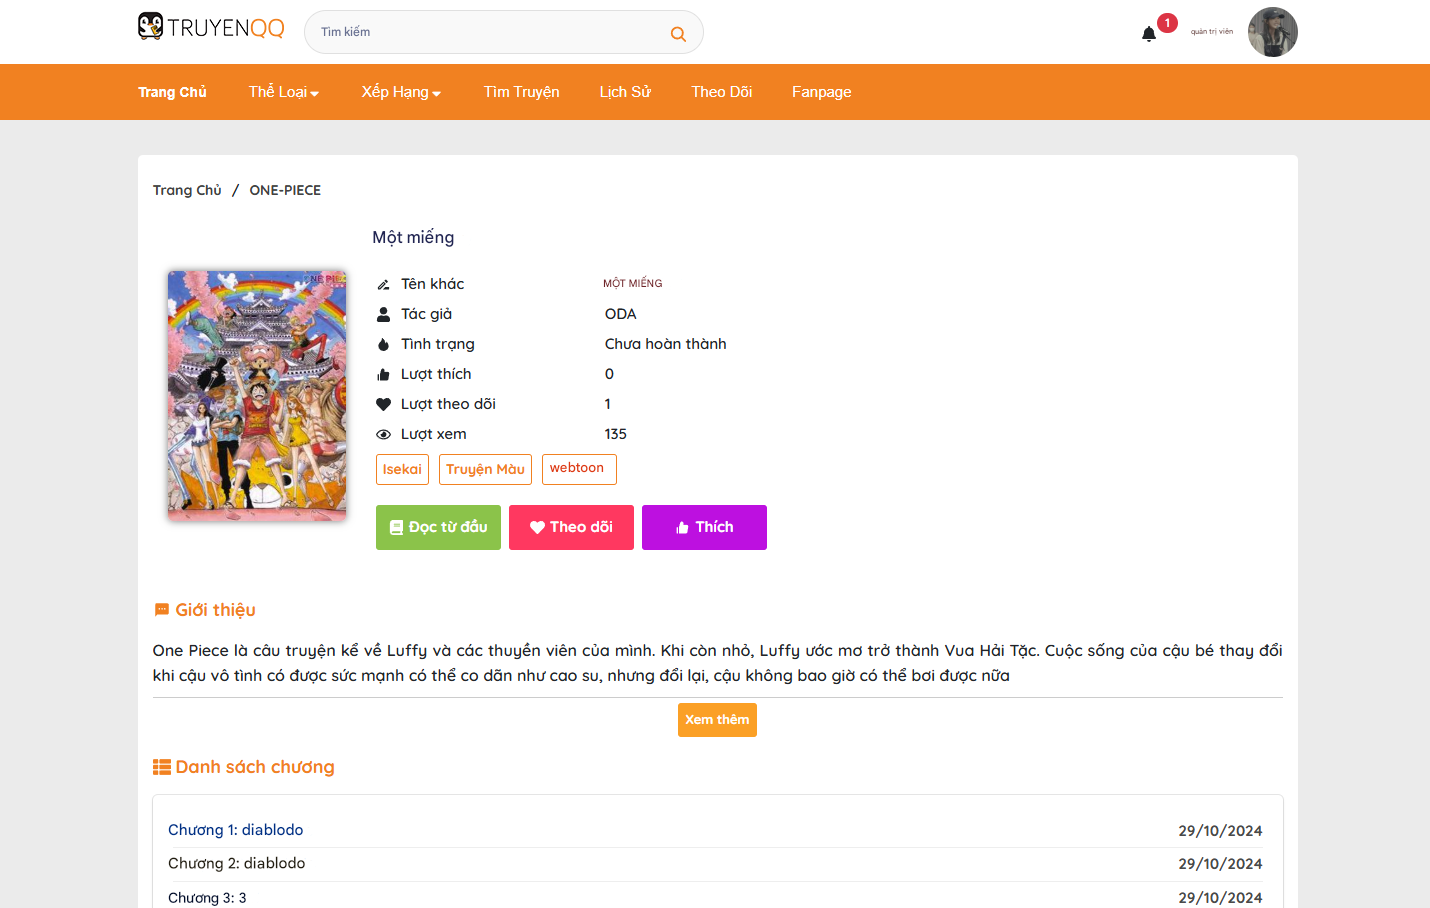 TRUYENQQ
Tìm kiếm
1
quản trị viên
Trang Chủ
Thể Loại
Xếp Hạng
Tìm Truyện
Lịch Sử
Theo Dõi
Fanpage
Trang Chủ / ONE-PIECE
Một miếng
Tên khác MỘT MIẾNG
Tác giả ODA
Tình trạng Chưa hoàn thành
Lượt thích 0
Lượt theo dõi 1
Lượt xem 135
Isekai
Truyện Màu
webtoon
Đọc từ đầu
Theo dõi
Thích
Giới thiệu
One Piece là câu truyện kể về Luffy và các thuyền viên của mình. Khi còn nhỏ, Luffy ước mơ trở thành Vua Hải Tặc. Cuộc sống của cậu bé thay đổi
khi cậu vô tình có được sức mạnh có thể co dãn như cao su, nhưng đổi lại, cậu không bao giờ có thể bơi được nữa
Xem thêm
Danh sách chương
Chương 1: diablodo 29/10/2024
Chương 2: diablodo 29/10/2024
Chương 3: 3 29/10/2024